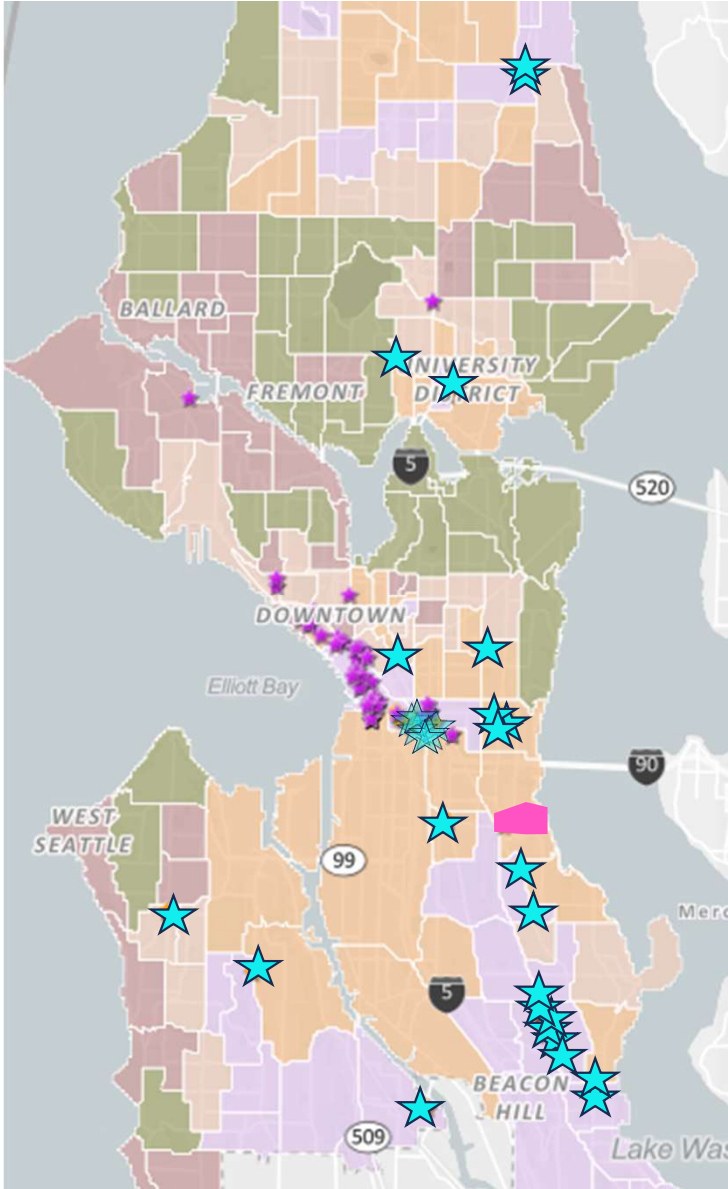 BALLARD
UNIVERSITY
DISTRICT
FREMONT
5
520
DOWNTOWN
Elliott Bay
90
WEST
SEATTLE
99
Merc
5
BEACON
HILL
509
Lake Was